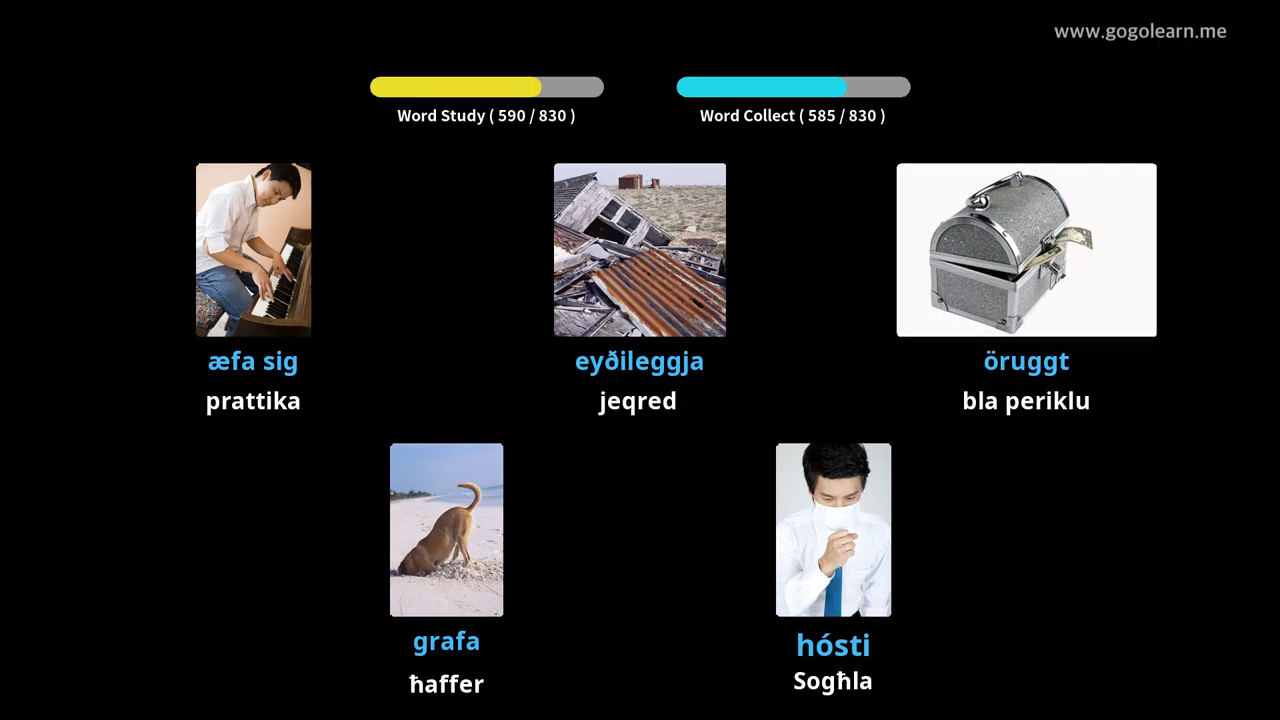 www.gogolearn.me
Word Study ( 590 / 830 )
Word Collect ( 585 / 830 )
æfa sig
eyðileggja
öruggt
prattika
jeqred
bla periklu
grafa
hósti
ħaffer
Sogħla